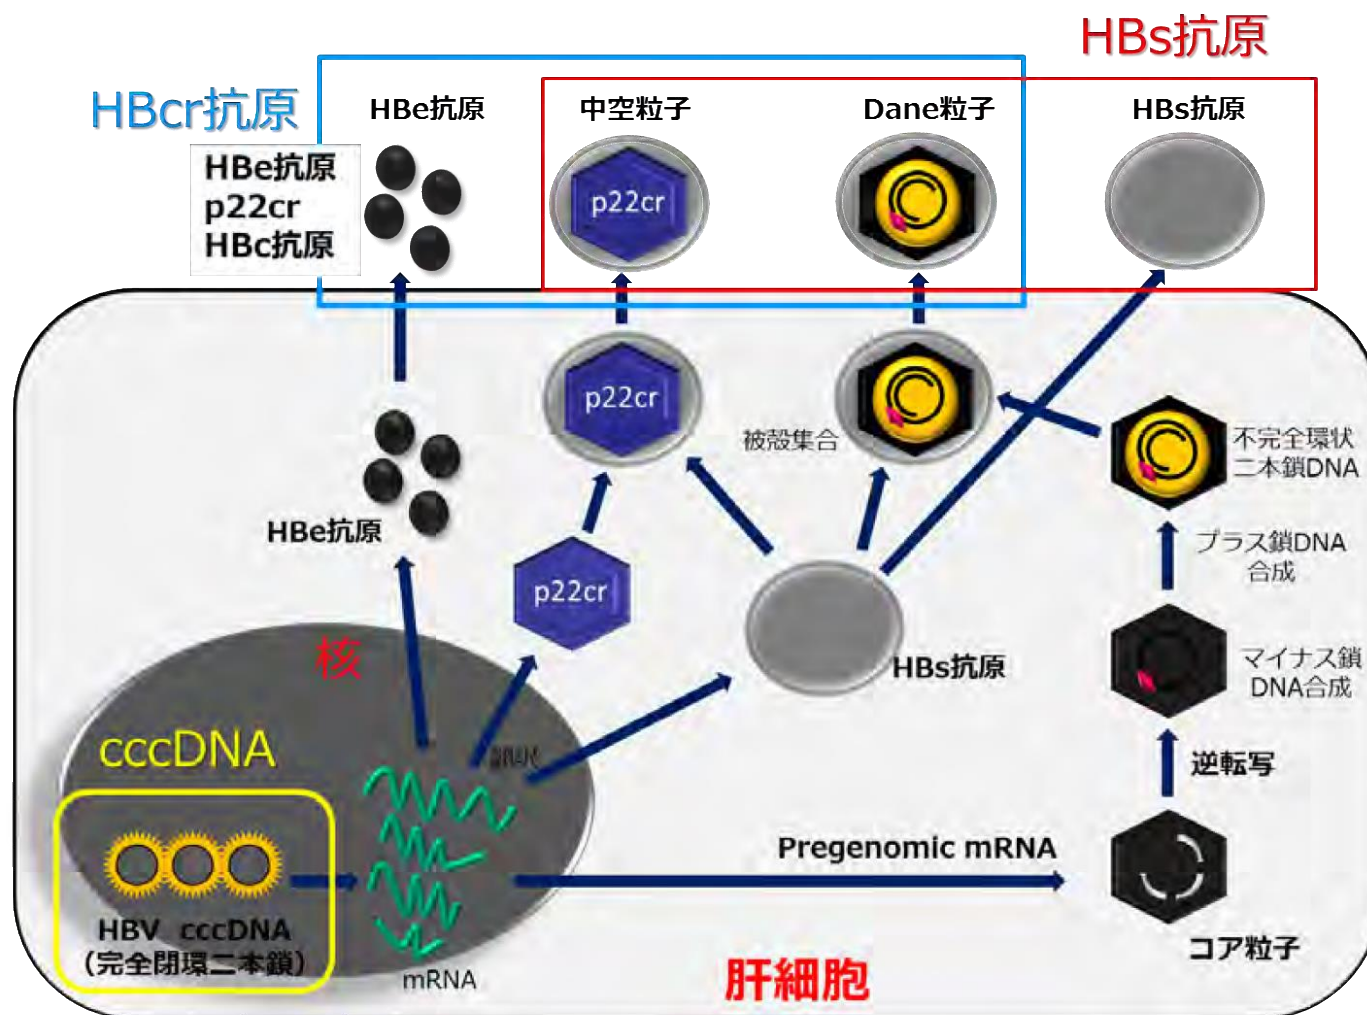 HBs抗原
HBcr抗原
HBe抗原
中空粒子
Dane粒子
HBs抗原
HBe抗原
p22cr
HBc抗原
p22cr
p22cr
被殻集合
不完全環状
二本鎖DNA
HBe抗原
プラス鎖DNA
合成
p22cr
核
HBs抗原
マイナス鎖
DNA合成
cccDNA
逆転写
Pregenomic mRNA
HBV cccDNA
(完全閉環二本鎖)
mRNA
コア粒子
肝細胞